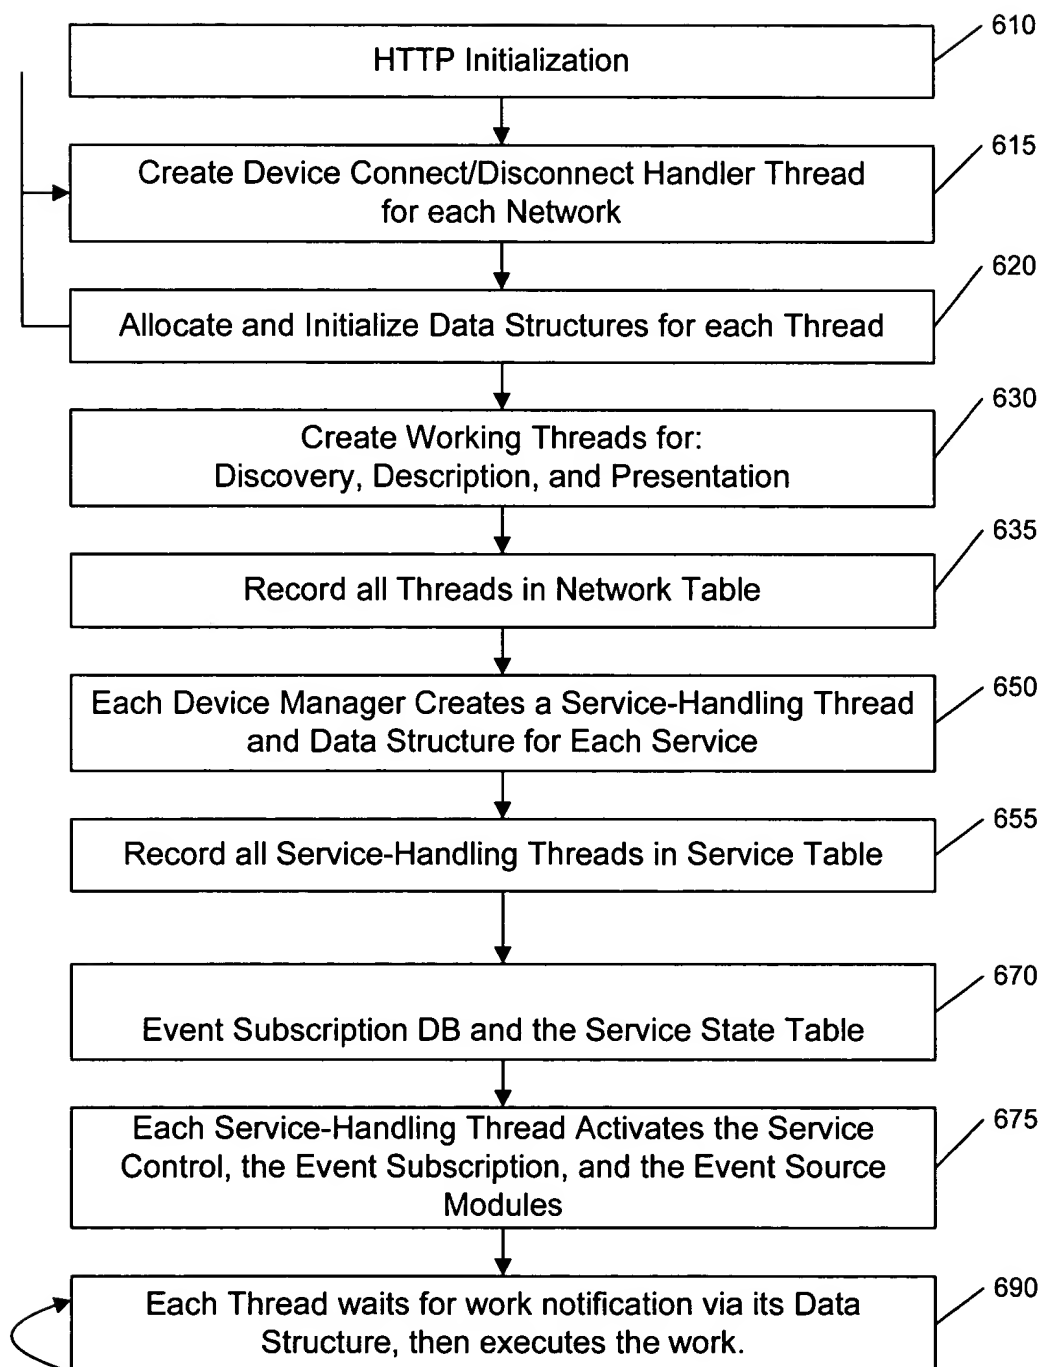 610
HTTP Initialization
615
Create Device Connect/Disconnect Handler Thread
for each Network
620
Allocate and Initialize Data Structures for each Thread
630
Create Working Threads for:
Discovery, Description, and Presentation
635
Record all Threads in Network Table
650
Each Device Manager Creates a Service-Handling Thread
and Data Structure for Each Service
655
Record all Service-Handling Threads in Service Table
670
Event Subscription DB and the Service State Table
675
Each Service-Handling Thread Activates the Service
Control, the Event Subscription, and the Event Source
Modules
690
Each Thread waits for work notification via its Data
Structure, then executes the work.